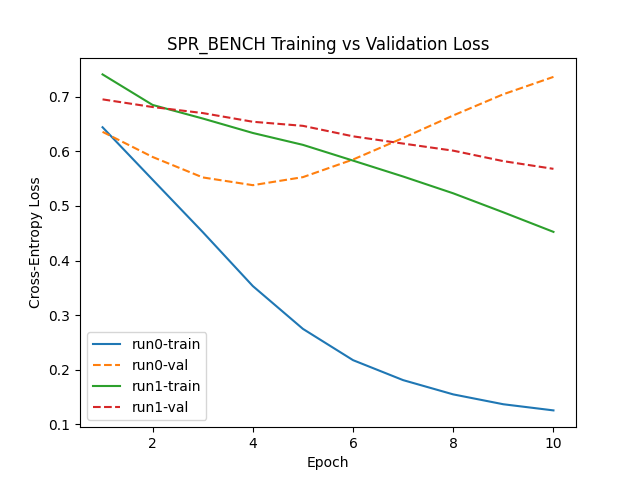 SPR_BENCH Training vs Validation Loss
Cross-Entropy Loss
0.7
0.6
0.5
0.4
0.3
0.2
0.1
run0-train
run0-val
run1-train
run1-val
2
4
6
8
10
Epoch